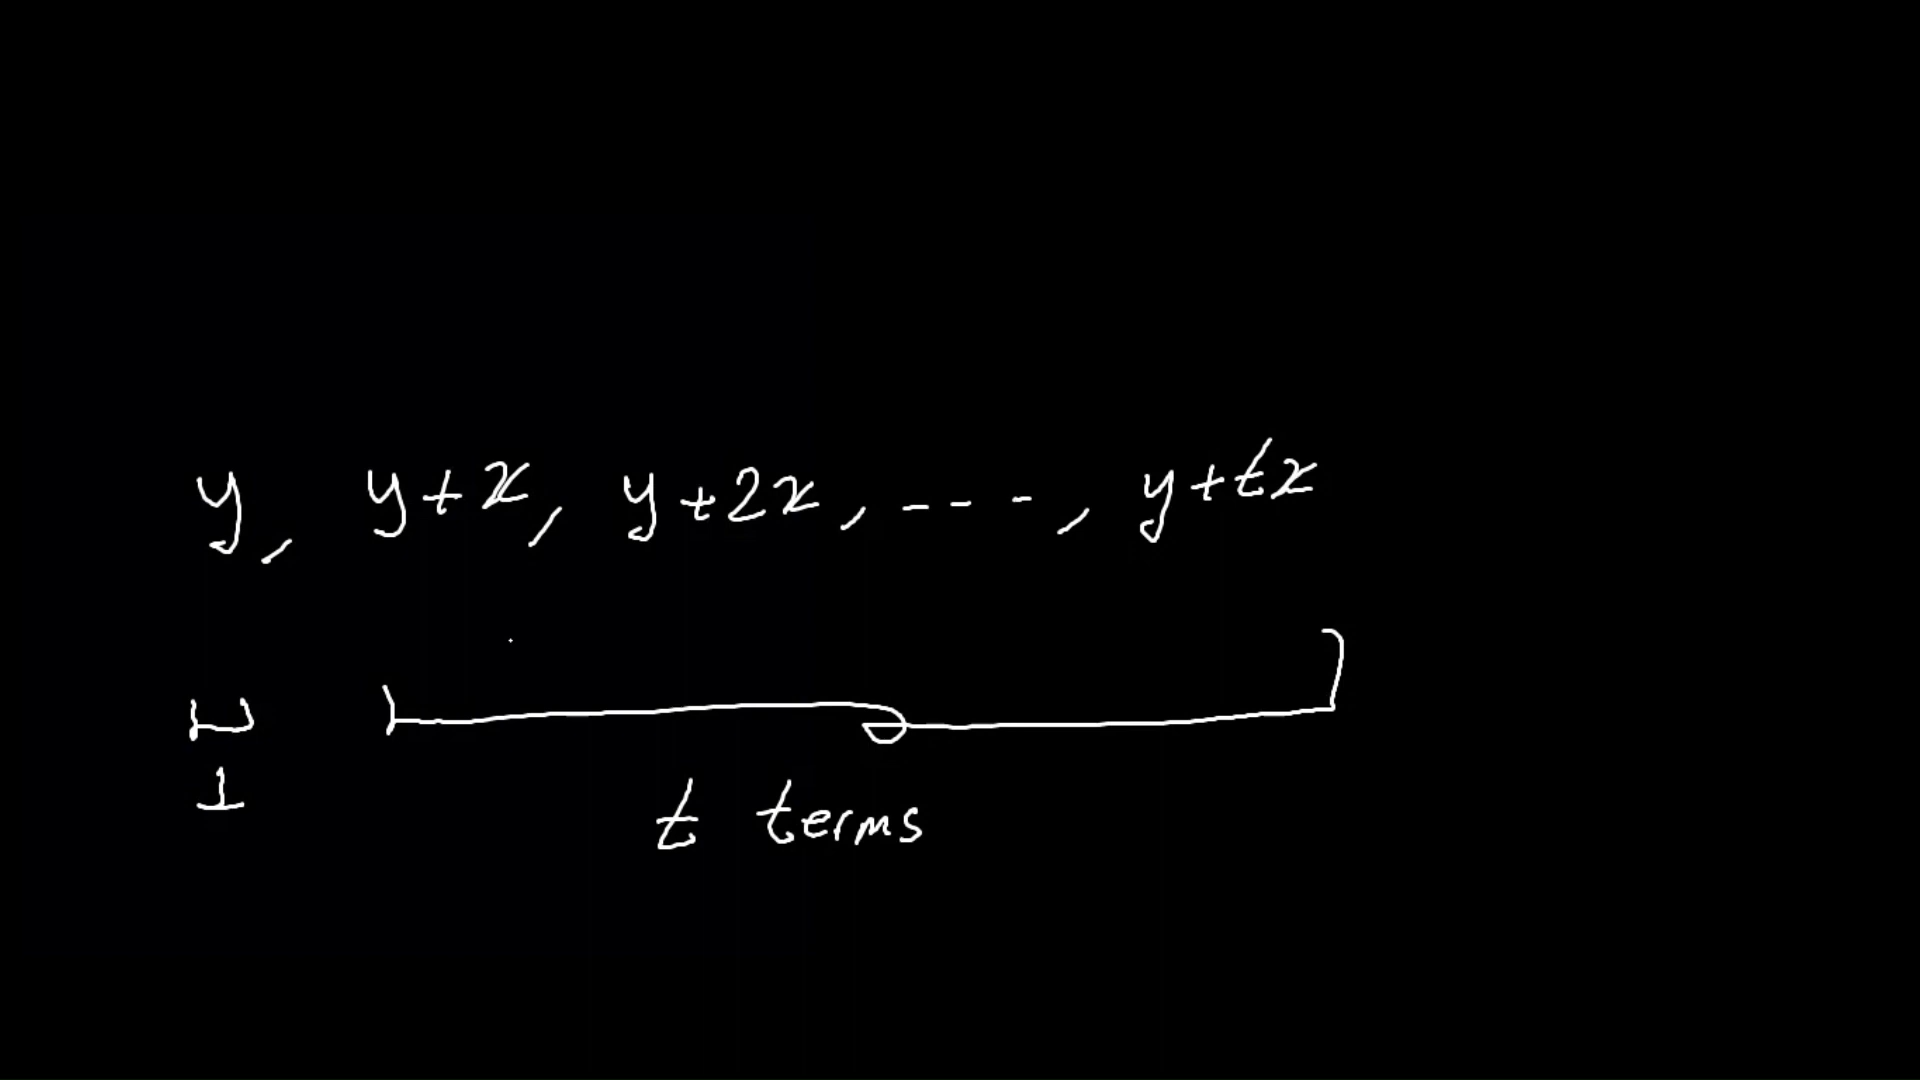 y, y+x, y+2x, ---, y+tx
1
t terms